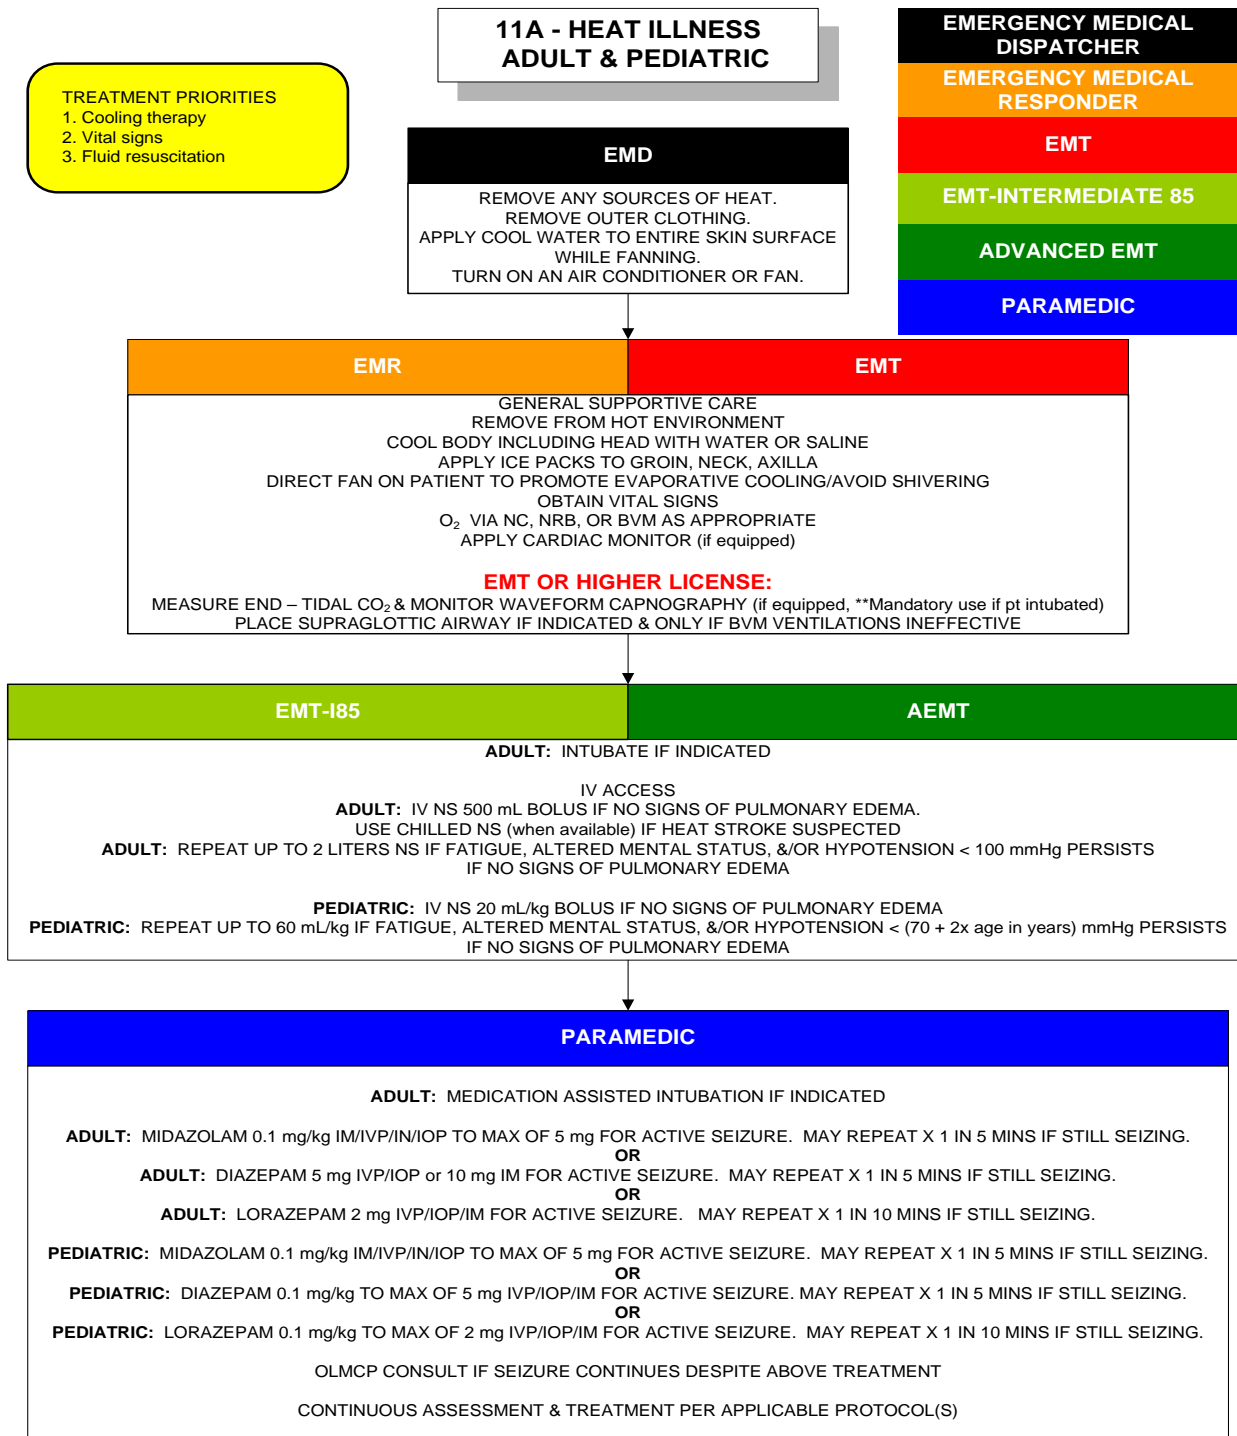 11A - HEAT ILLNESS
ADULT & PEDIATRIC
TREATMENT PRIORITIES
1. Cooling therapy
2. Vital signs
3. Fluid resuscitation
EMERGENCY MEDICAL
DISPATCHER
EMERGENCY MEDICAL
RESPONDER
EMT
EMT-INTERMEDIATE 85
ADVANCED EMT
PARAMEDIC
EMD
REMOVE ANY SOURCES OF HEAT.
REMOVE OUTER CLOTHING.
APPLY COOL WATER TO ENTIRE SKIN SURFACE
WHILE FANNING.
TURN ON AN AIR CONDITIONER OR FAN.
EMR
EMT
GENERAL SUPPORTIVE CARE
REMOVE FROM HOT ENVIRONMENT
COOL BODY INCLUDING HEAD WITH WATER OR SALINE
APPLY ICE PACKS TO GROIN, NECK, AXILLA
DIRECT FAN ON PATIENT TO PROMOTE EVAPORATIVE COOLING/AVOID SHIVERING
OBTAIN VITAL SIGNS
O₂ VIA NC, NRB, OR BVM AS APPROPRIATE
APPLY CARDIAC MONITOR (if equipped)
EMT OR HIGHER LICENSE:
MEASURE END – TIDAL CO₂ & MONITOR WAVEFORM CAPNOGRAPHY (if equipped, **Mandatory use if pt intubated)
PLACE SUPRAGLOTTIC AIRWAY IF INDICATED & ONLY IF BVM VENTILATIONS INEFFECTIVE
EMT-I85
AEMT
ADULT: INTUBATE IF INDICATED
IV ACCESS
ADULT: IV NS 500 mL BOLUS IF NO SIGNS OF PULMONARY EDEMA.
USE CHILLED NS (when available) IF HEAT STROKE SUSPECTED
ADULT: REPEAT UP TO 2 LITERS NS IF FATIGUE, ALTERED MENTAL STATUS, &/OR HYPOTENSION < 100 mmHg PERSISTS
IF NO SIGNS OF PULMONARY EDEMA
PEDIATRIC: IV NS 20 mL/kg BOLUS IF NO SIGNS OF PULMONARY EDEMA
PEDIATRIC: REPEAT UP TO 60 mL/kg IF FATIGUE, ALTERED MENTAL STATUS, &/OR HYPOTENSION < (70 + 2x age in years) mmHg PERSISTS
IF NO SIGNS OF PULMONARY EDEMA
PARAMEDIC
ADULT: MEDICATION ASSISTED INTUBATION IF INDICATED
ADULT: MIDAZOLAM 0.1 mg/kg IM/IVP/IN/IOP TO MAX OF 5 mg FOR ACTIVE SEIZURE. MAY REPEAT X 1 IN 5 MINS IF STILL SEIZING.
OR
ADULT: DIAZEPAM 5 mg IVP/IOP or 10 mg IM FOR ACTIVE SEIZURE. MAY REPEAT X 1 IN 5 MINS IF STILL SEIZING.
OR
ADULT: LORAZEPAM 2 mg IVP/IOP/IM FOR ACTIVE SEIZURE. MAY REPEAT X 1 IN 10 MINS IF STILL SEIZING.
PEDIATRIC: MIDAZOLAM 0.1 mg/kg IM/IVP/IN/IOP TO MAX OF 5 mg FOR ACTIVE SEIZURE. MAY REPEAT X 1 IN 5 MINS IF STILL SEIZING.
OR
PEDIATRIC: DIAZEPAM 0.1 mg/kg TO MAX OF 5 mg IVP/IOP/IM FOR ACTIVE SEIZURE. MAY REPEAT X 1 IN 5 MINS IF STILL SEIZING.
OR
PEDIATRIC: LORAZEPAM 0.1 mg/kg TO MAX OF 2 mg IVP/IOP/IM FOR ACTIVE SEIZURE. MAY REPEAT X 1 IN 10 MINS IF STILL SEIZING.
OLMCP CONSULT IF SEIZURE CONTINUES DESPITE ABOVE TREATMENT
CONTINUOUS ASSESSMENT & TREATMENT PER APPLICABLE PROTOCOL(S)